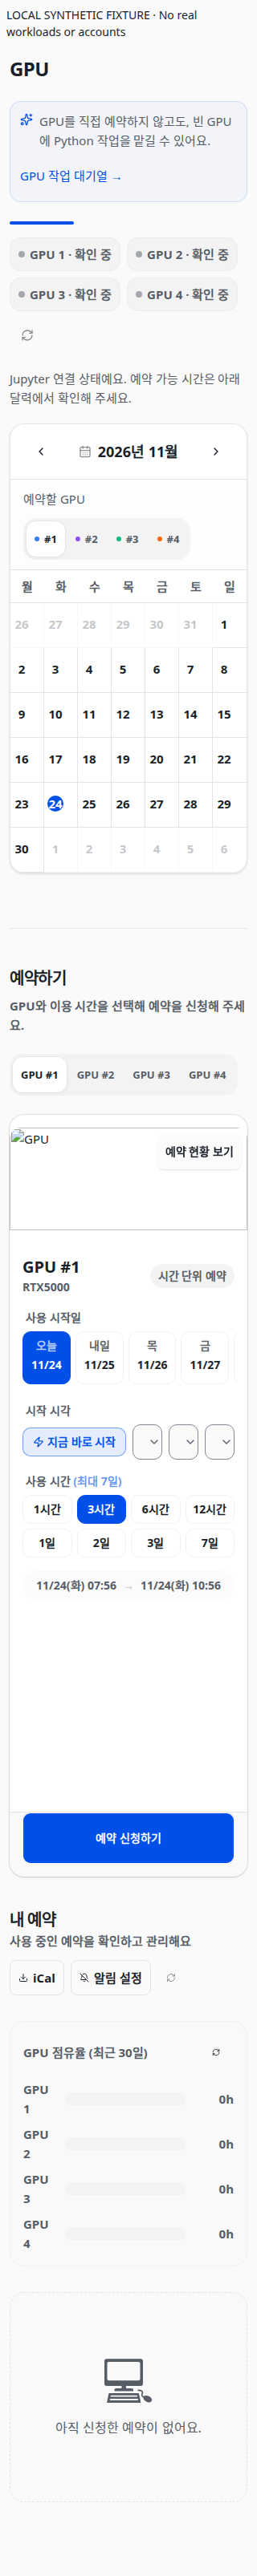 LOCAL SYNTHETIC FIXTURE · No real
workloads or accounts
GPU
GPU를 직접 예약하지 않고도, 빈 GPU
에 Python 작업을 맡길 수 있어요.
GPU 작업 대기열 →
GPU 1 · 확인 중
GPU 2 · 확인 중
GPU 3 · 확인 중
GPU 4 · 확인 중
Jupyter 연결 상태예요. 예약 가능 시간은 아래
달력에서 확인해 주세요.
2026년 11월
예약할 GPU
#1 #2 #3 #4
월 화 수 목 금 토 일
26 27 28 29 30 31 1
2 3 4 5 6 7 8
9 10 11 12 13 14 15
16 17 18 19 20 21 22
23 24 25 26 27 28 29
30 1 2 3 4 5 6
예약하기
GPU와 이용 시간을 선택해 예약을 신청해 주세
요.
GPU #1 GPU #2 GPU #3 GPU #4
GPU
예약 현황 보기
GPU #1
RTX5000
시간 단위 예약
사용 시작일
오늘 내일 목 금
11/24 11/25 11/26 11/27
시작 시각
지금 바로 시작
사용 시간 (최대 7일)
1시간 3시간 6시간 12시간
1일 2일 3일 7일
11/24(화) 07:56 → 11/24(화) 10:56
예약 신청하기
내 예약
사용 중인 예약을 확인하고 관리해요
iCal 알림 설정
GPU 점유율 (최근 30일)
GPU
1
0h
GPU
2
0h
GPU
3
0h
GPU
4
0h
아직 신청한 예약이 없어요.